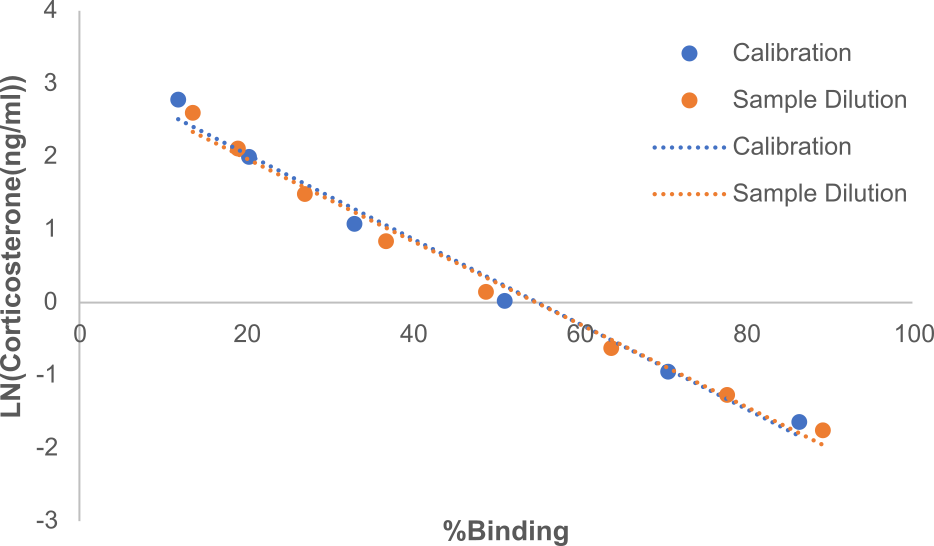 4
3
2
1
0
-1
-2
-3
LN(Corticosterone(ng/ml))
0 20 40 60 80 100
%Binding
Calibration
Sample Dilution
Calibration
Sample Dilution